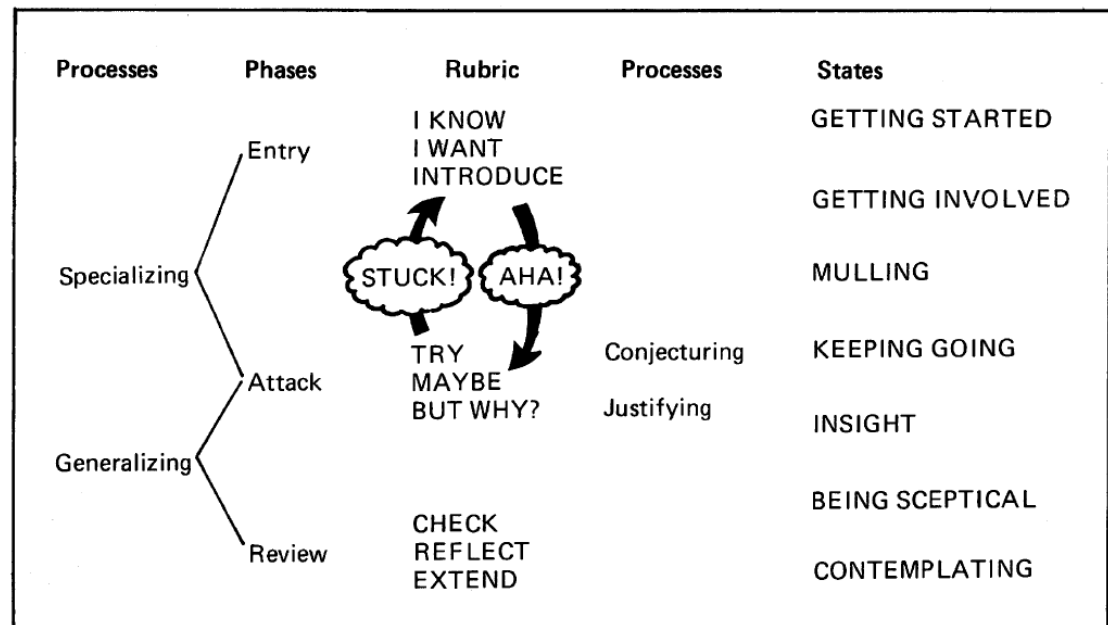 Processes Phases Rubric Processes States
I KNOW GETTING STARTED
I WANT
Entry
INTRODUCE
GETTING INVOLVED
Specializing STUCK! AHA! MULLING
TRY Conjecturing KEEPING GOING
Attack MAYBE
BUT WHY? Justifying
INSIGHT
Generalizing
BEING SCEPTICAL
CHECK
Review REFLECT
EXTEND CONTEMPLATING